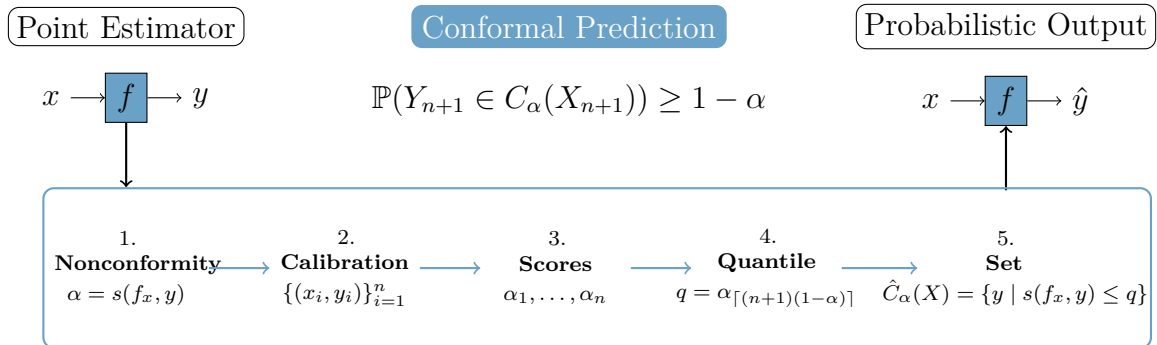 Point Estimator
Conformal Prediction
Probabilistic Output
x f y
ℙ(Y_{n+1} ∈ C_α(X_{n+1})) ≥ 1 − α
x f ŷ
1.
Nonconformity
α = s(f_x, y)
2.
Calibration
{(x_i, y_i)}_{i=1}^n
3.
Scores
α_1, …, α_n
4.
Quantile
q = α_{⌈(n+1)(1−α)⌉}
5.
Set
Ĉ_α(X) = {y | s(f_x, y) ≤ q}